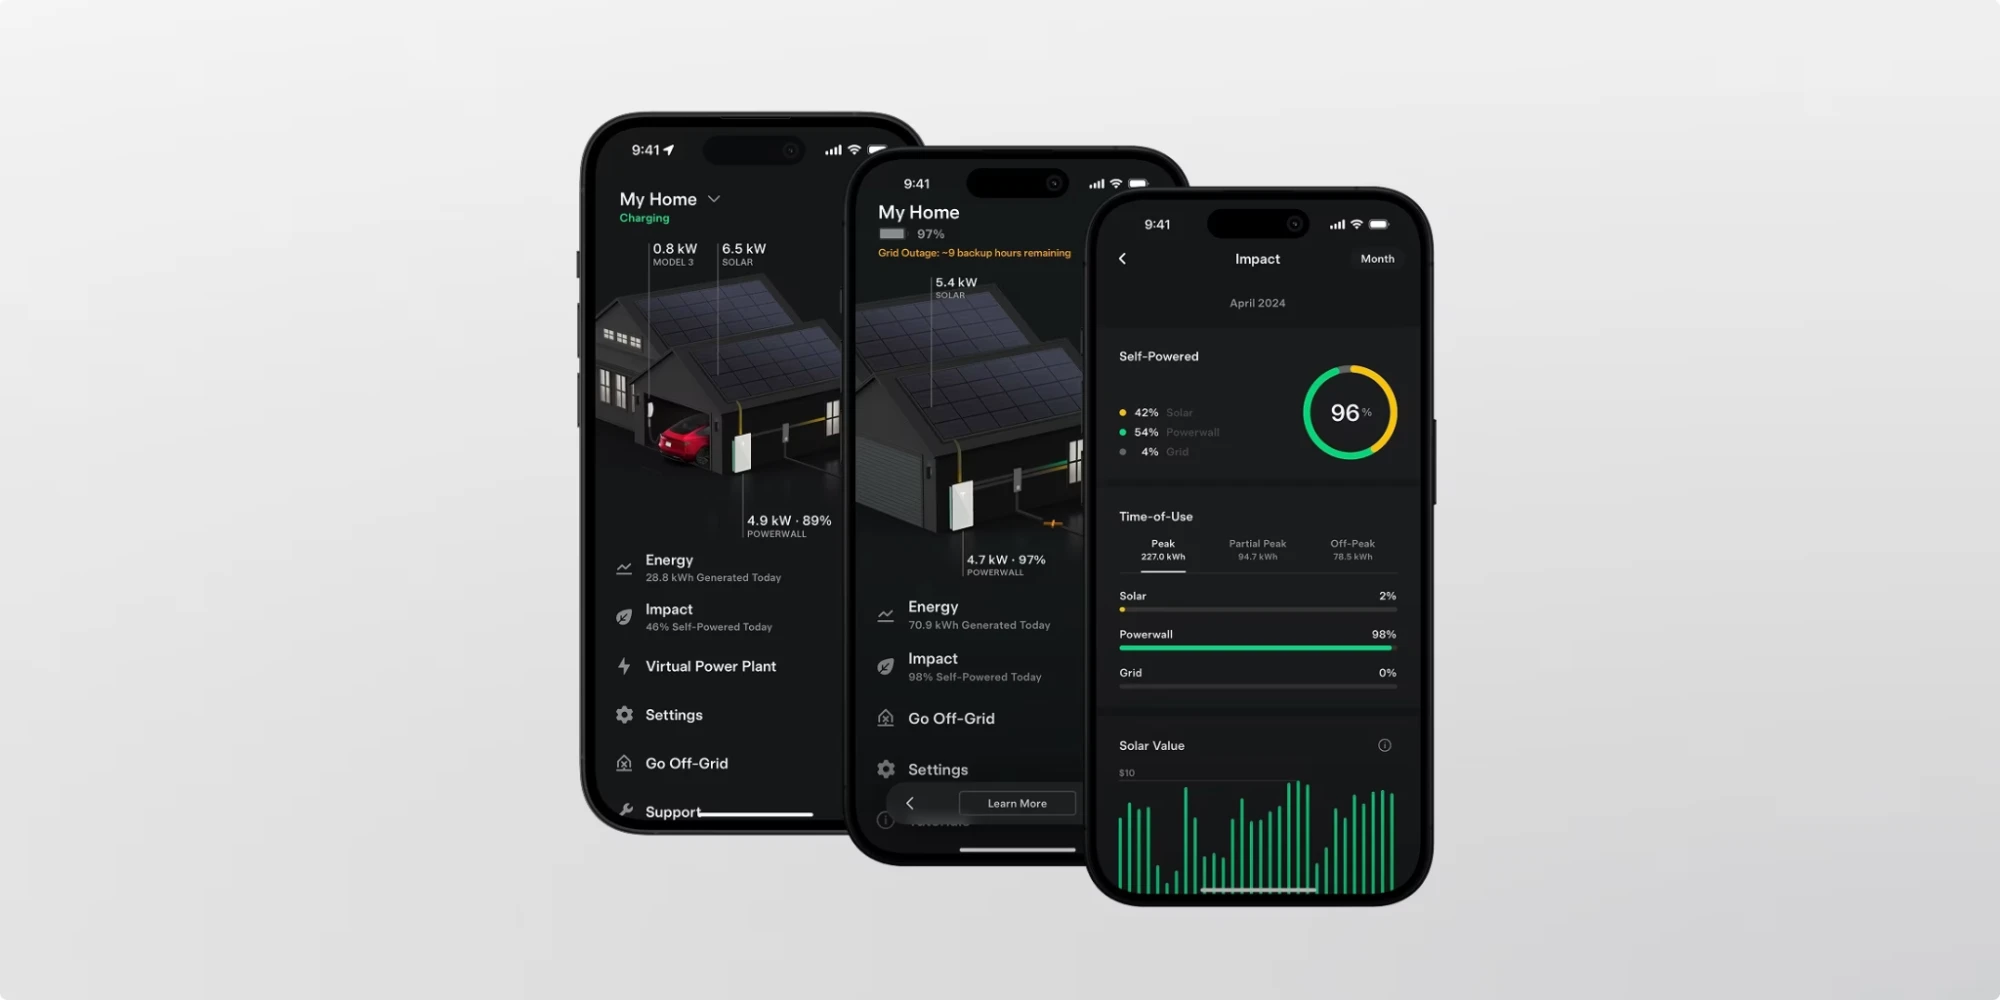 9:41
My Home
Charging
0.8 kW
MODEL 3
6.5 kW
SOLAR
4.9 kW · 89%
POWERWALL
Energy
28.8 kWh Generated Today
Impact
46% Self-Powered Today
Virtual Power Plant
Settings
Go Off-Grid
Support
9:41
My Home
97%
Grid Outage: ~9 backup hours remaining
5.4 kW
SOLAR
4.7 kW · 97%
POWERWALL
Energy
70.9 kWh Generated Today
Impact
98% Self-Powered Today
Go Off-Grid
Settings
Learn More
9:41
Impact
Month
April 2024
Self-Powered
42% Solar
54% Powerwall
4% Grid
96%
Time-of-Use
Peak
227.0 kWh
Partial Peak
94.7 kWh
Off-Peak
78.5 kWh
Solar 2%
Powerwall 98%
Grid 0%
Solar Value
$10